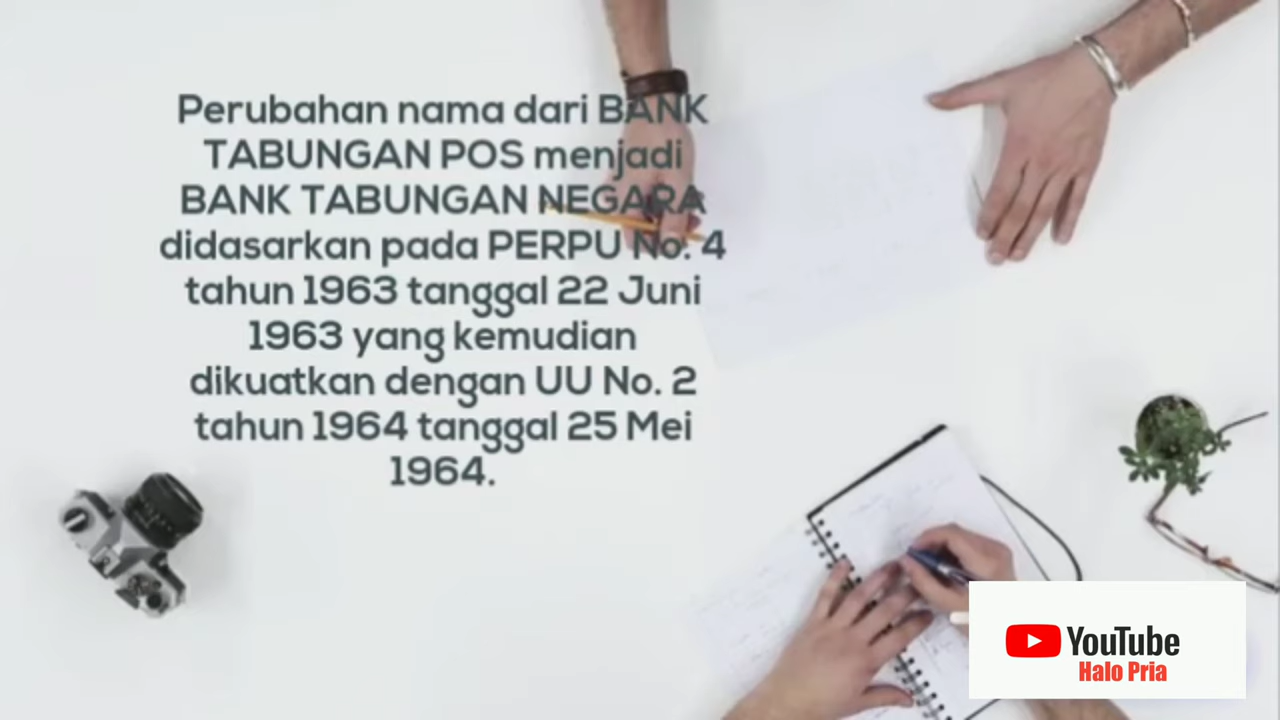 Perubahan nama dari BANK
TABUNGAN POS menjadi
BANK TABUNGAN NEGARA
didasarkan pada PERPU No. 4
tahun 1963 tanggal 22 Juni
1963 yang kemudian
dikuatkan dengan UU No. 2
tahun 1964 tanggal 25 Mei
1964.
YouTube
Halo Pria